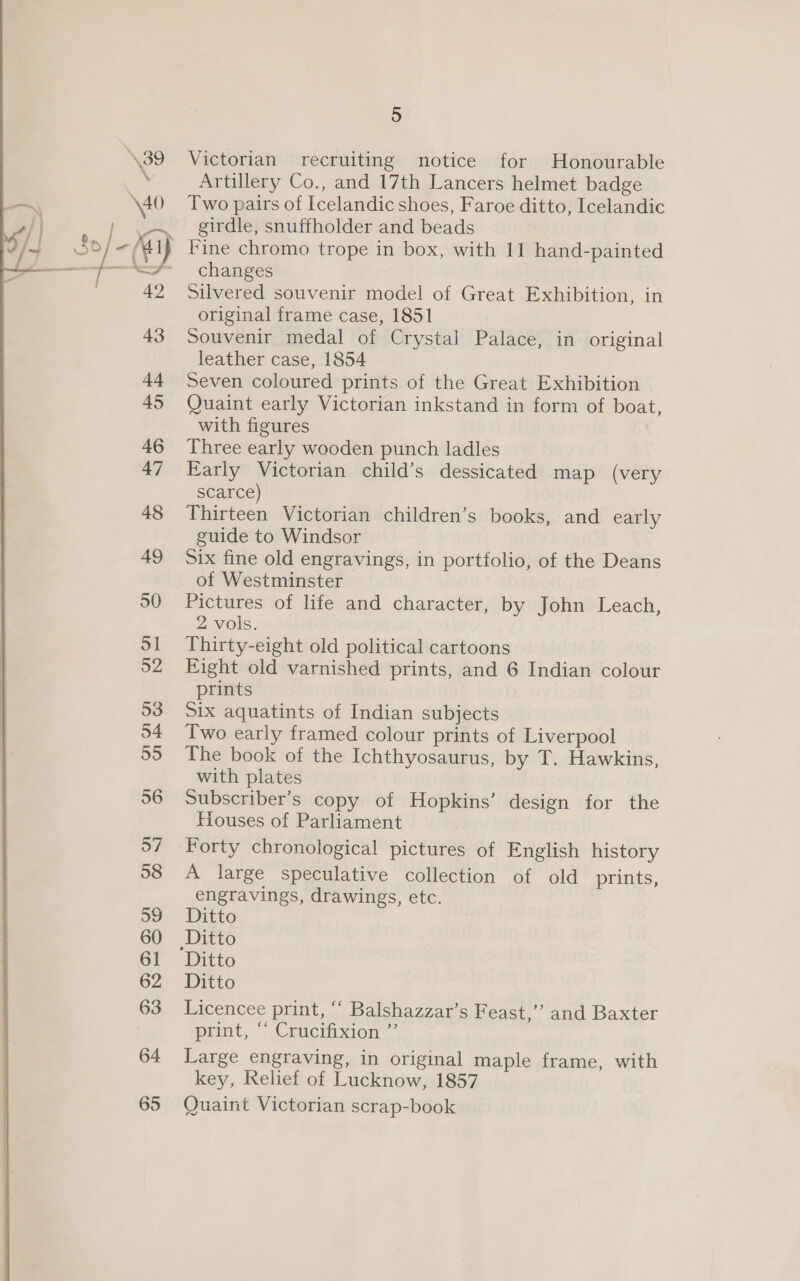 5
39 Victorian recruiting notice for Honourable
Artillery Co., and 17th Lancers helmet badge
40 Two pairs of Icelandic shoes, Faroe ditto, Icelandic
girdle, snuffholder and beads
30/- 41 Fine chromo trope in box, with 11 hand-painted
changes
42 Silvered souvenir model of Great Exhibition, in
original frame case, 1851
43 Souvenir medal of Crystal Palace, in original
leather case, 1854
44 Seven coloured prints of the Great Exhibition
45 Quaint early Victorian inkstand in form of boat,
with figures
46 Three early wooden punch ladles
47 Early Victorian child's dessicated map (very
scarce)
48 Thirteen Victorian children's books, and early
guide to Windsor
49 Six fine old engravings, in portfolio, of the Deans
of Westminster
50 Pictures of life and character, by John Leach,
2 vols.
51 Thirty-eight old political cartoons
52 Eight old varnished prints, and 6 Indian colour
prints
53 Six aquatints of Indian subjects
54 Two early framed colour prints of Liverpool
55 The book of the Ichthyosaurus, by T. Hawkins,
with plates
56 Subscriber's copy of Hopkins' design for the
Houses of Parliament
57 Forty chronological pictures of English history
58 A large speculative collection of old prints,
engravings, drawings, etc.
59 Ditto
60 Ditto
61 Ditto
62 Ditto
63 Licencee print, “ Balshazzar's Feast,” and Baxter
print, “ Crucifixion ”
64 Large engraving, in original maple frame, with
key, Relief of Lucknow, 1857
65 Quaint Victorian scrap-book